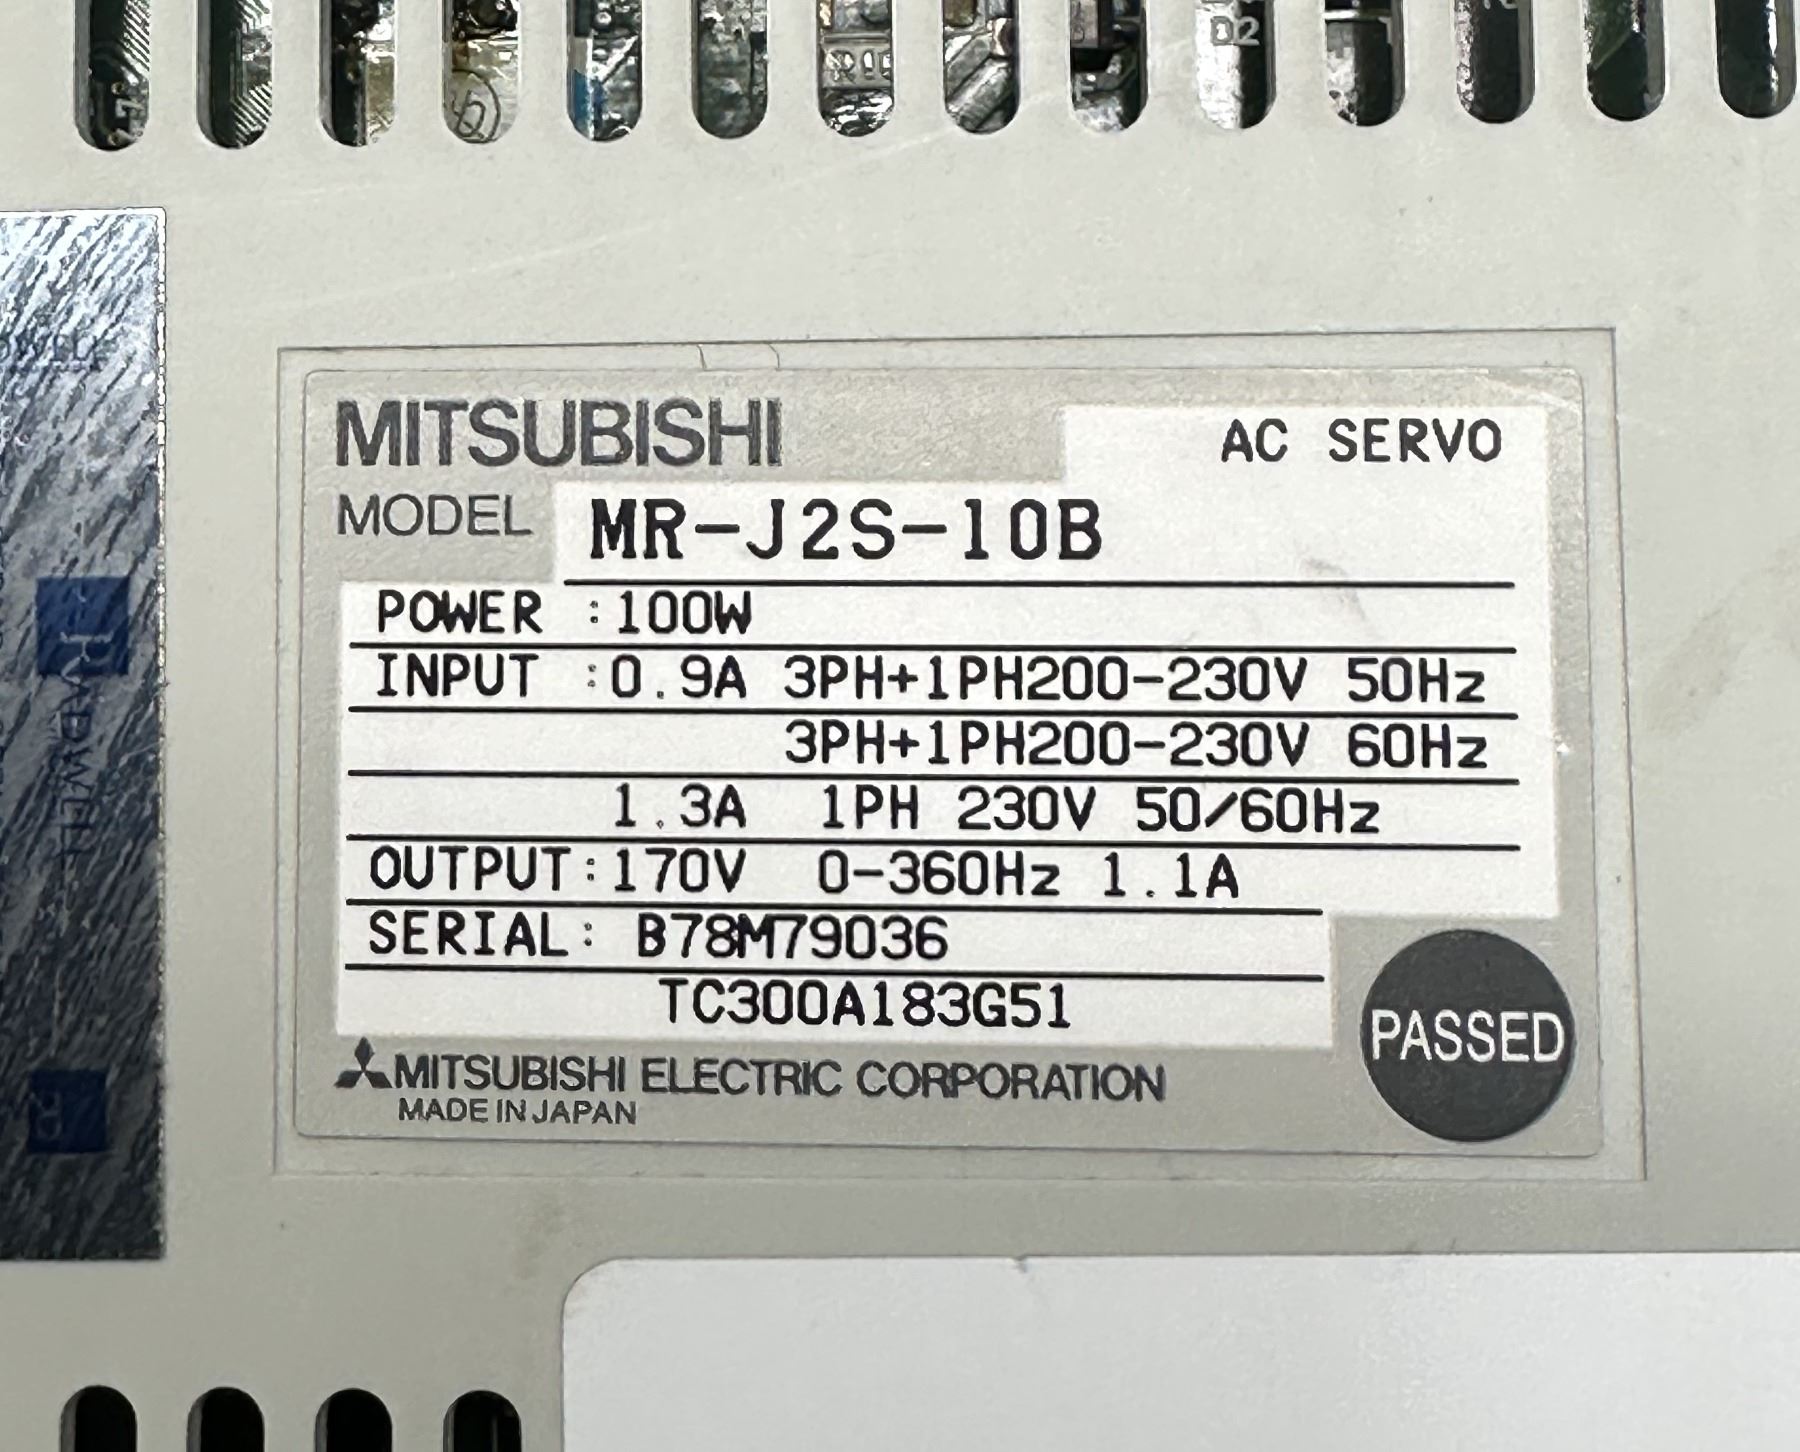 D2
MITSUBISHI
AC SERVO
MODEL MR-J2S-10B
POWER :100W
INPUT :0.9A 3PH+1PH200-230V 50Hz
3PH+1PH200-230V 60Hz
1.3A 1PH 230V 50/60Hz
OUTPUT:170V 0-360Hz 1.1A
SERIAL: B78M79036
TC300A183G51
MITSUBISHI ELECTRIC CORPORATION
MADE IN JAPAN
PASSED
RADWELL